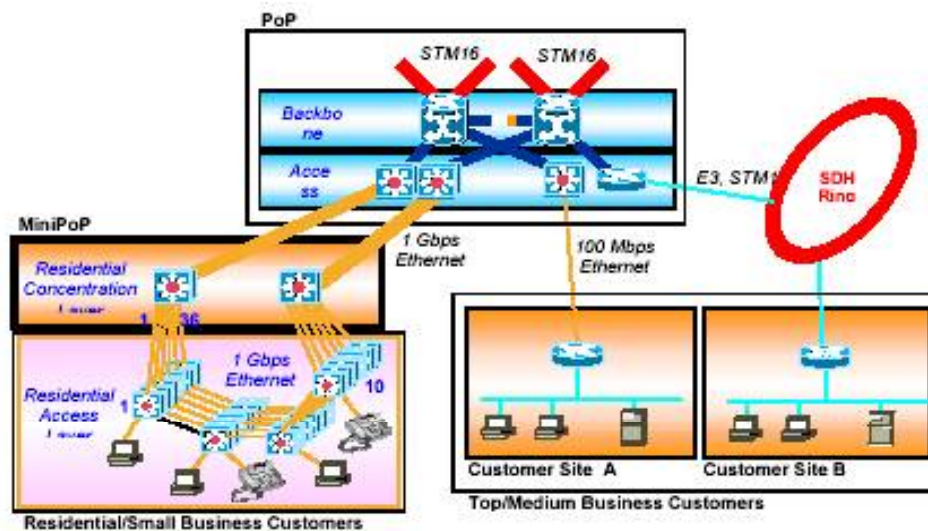 PoP
STM16
STM16
Backbo
ne
Acce
ss
E3, STM1
SDH
Ring
MiniPoP
1 Gbps
Ethernet
100 Mbps
Ethernet
Residential
Concentration
Layer
1
36
1 Gbps
Ethernet
10
Residential
Access
Layer
1
Customer Site A
Customer Site B
Top/Medium Business Customers
Residential/Small Business Customers